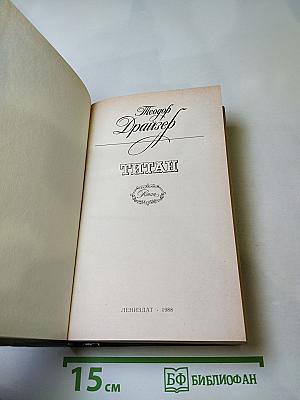 Теодор
Драйзер
ТИТАН
Роман
ЛЕНИЗДАТ · 1988
15 см
БФ БИБЛИОФАН